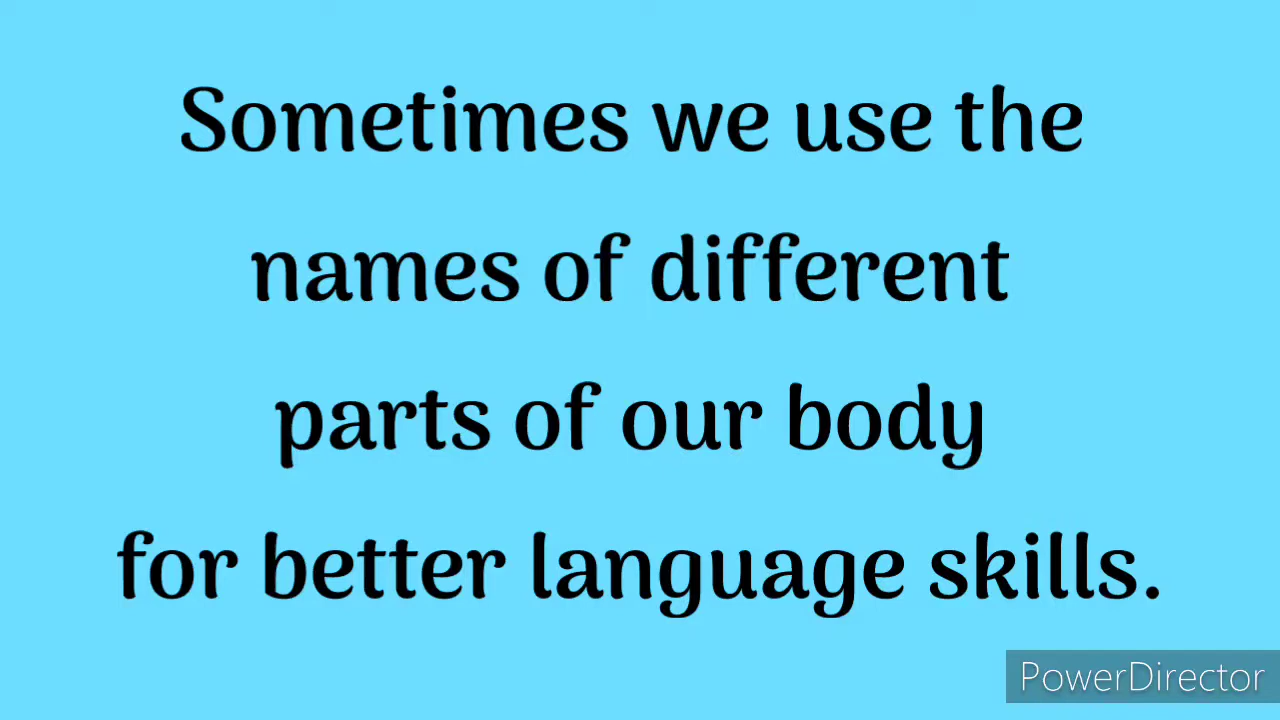 Sometimes we use the
names of different
parts of our body
for better language skills.
PowerDirector